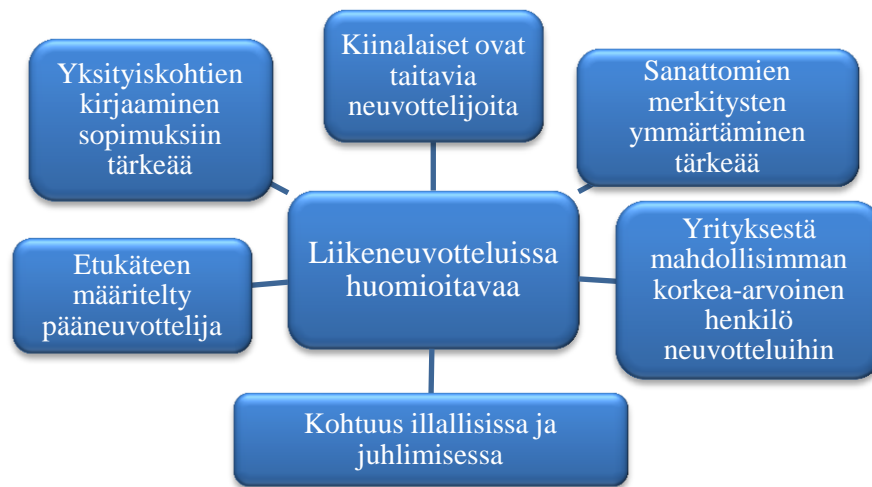 Kiinalaiset ovat
taitavia
neuvottelijoita
Yksityiskohtien
kirjaaminen
sopimuksiin
tärkeää
Sanattomien
merkitysten
ymmärtäminen
tärkeää
Liikeneuvotteluissa
huomioitavaa
Etukäteen
määritelty
pääneuvottelija
Yrityksestä
mahdollisimman
korkea-arvoinen
henkilö
neuvotteluihin
Kohtuus illallisissa ja
juhlimisessa